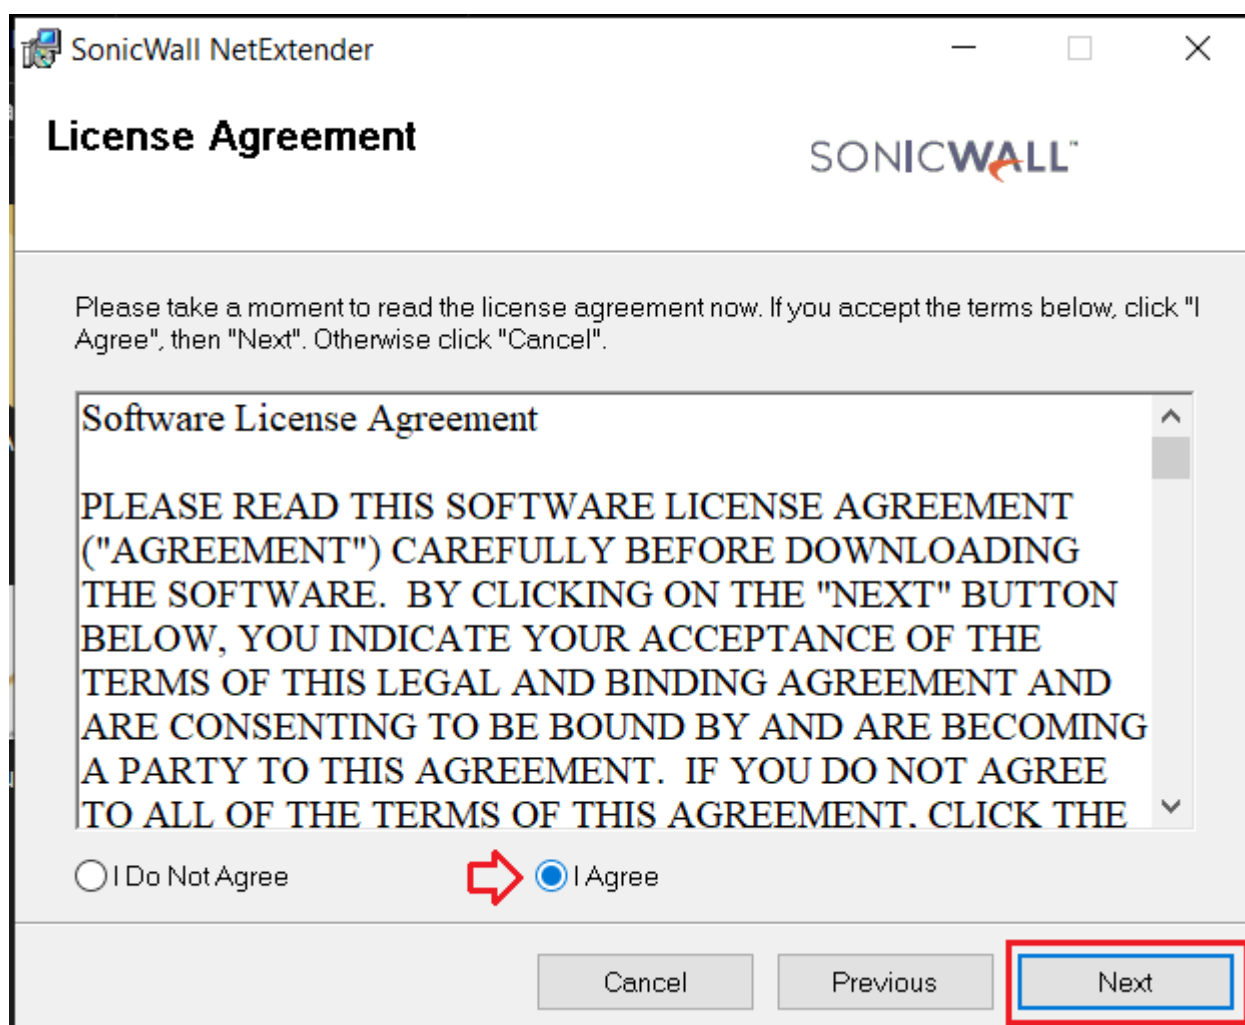 SonicWall NetExtender
License Agreement
SONICWALL™
Please take a moment to read the license agreement now. If you accept the terms below, click "I
Agree", then "Next". Otherwise click "Cancel".
Software License Agreement
PLEASE READ THIS SOFTWARE LICENSE AGREEMENT
("AGREEMENT") CAREFULLY BEFORE DOWNLOADING
THE SOFTWARE.  BY CLICKING ON THE "NEXT" BUTTON
BELOW, YOU INDICATE YOUR ACCEPTANCE OF THE
TERMS OF THIS LEGAL AND BINDING AGREEMENT AND
ARE CONSENTING TO BE BOUND BY AND ARE BECOMING
A PARTY TO THIS AGREEMENT.  IF YOU DO NOT AGREE
TO ALL OF THE TERMS OF THIS AGREEMENT, CLICK THE
I Do Not Agree
I Agree
Cancel
Previous
Next